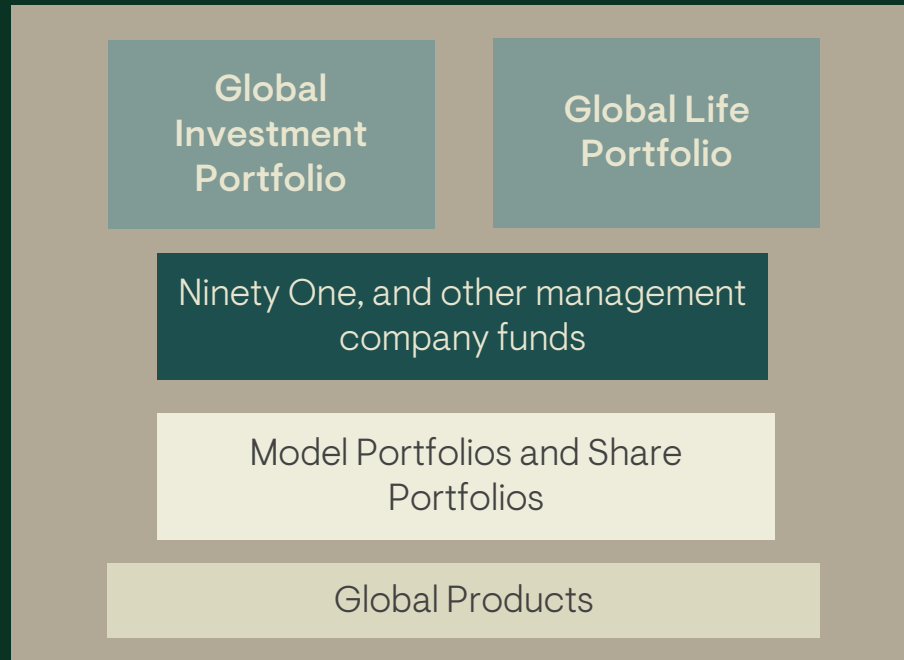 Global
Investment
Portfolio
Global Life
Portfolio
Ninety One, and other management
company funds
Model Portfolios and Share
Portfolios
Global Products